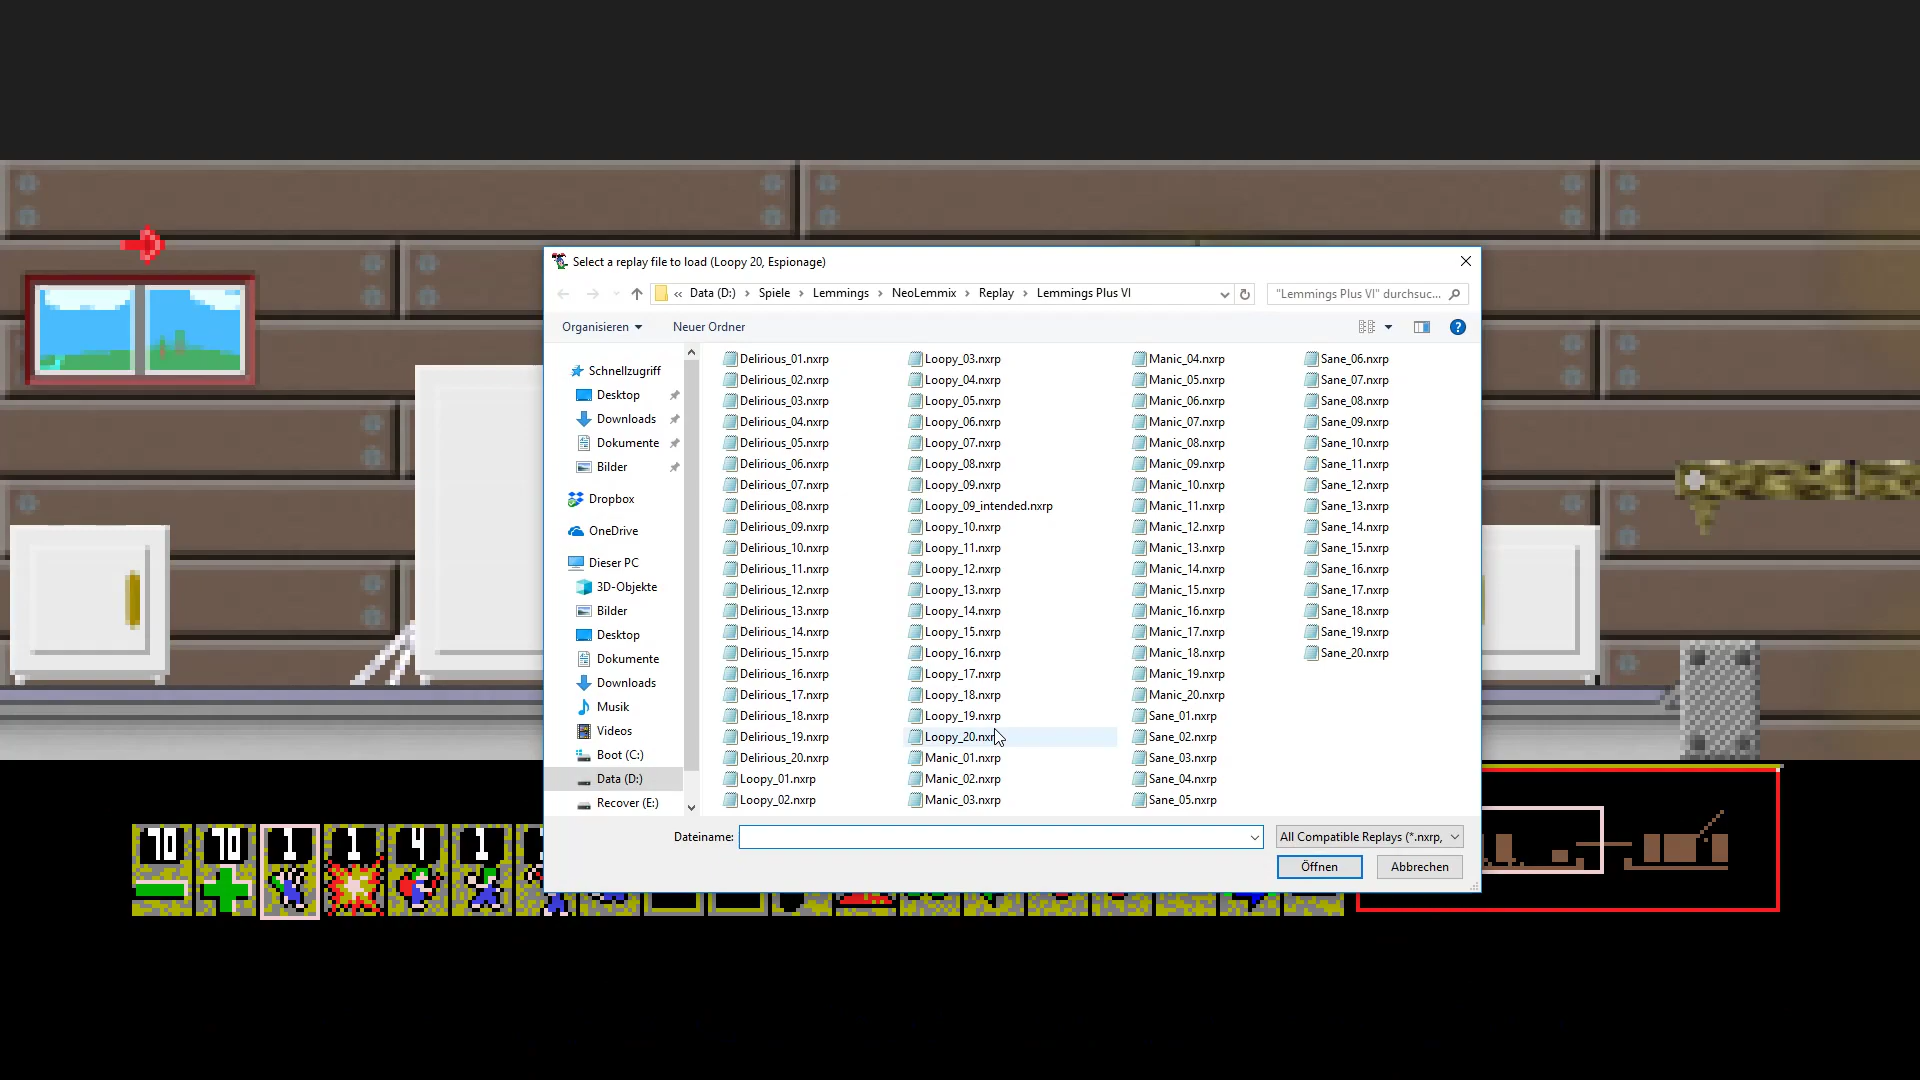 Select a replay file to load (Loopy 20, Espionage)
« Data (D:) › Spiele › Lemmings › NeoLemmix › Replay › Lemmings Plus VI
"Lemmings Plus VI" durchsuc...
Organisieren
Neuer Ordner
Schnellzugriff
Desktop
Downloads
Dokumente
Bilder
Dropbox
OneDrive
Dieser PC
3D-Objekte
Bilder
Desktop
Dokumente
Downloads
Musik
Videos
Boot (C:)
Data (D:)
Recover (E:)
Delirious_01.nxrp
Delirious_02.nxrp
Delirious_03.nxrp
Delirious_04.nxrp
Delirious_05.nxrp
Delirious_06.nxrp
Delirious_07.nxrp
Delirious_08.nxrp
Delirious_09.nxrp
Delirious_10.nxrp
Delirious_11.nxrp
Delirious_12.nxrp
Delirious_13.nxrp
Delirious_14.nxrp
Delirious_15.nxrp
Delirious_16.nxrp
Delirious_17.nxrp
Delirious_18.nxrp
Delirious_19.nxrp
Delirious_20.nxrp
Loopy_01.nxrp
Loopy_02.nxrp
Loopy_03.nxrp
Loopy_04.nxrp
Loopy_05.nxrp
Loopy_06.nxrp
Loopy_07.nxrp
Loopy_08.nxrp
Loopy_09.nxrp
Loopy_09_intended.nxrp
Loopy_10.nxrp
Loopy_11.nxrp
Loopy_12.nxrp
Loopy_13.nxrp
Loopy_14.nxrp
Loopy_15.nxrp
Loopy_16.nxrp
Loopy_17.nxrp
Loopy_18.nxrp
Loopy_19.nxrp
Loopy_20.nxrp
Manic_01.nxrp
Manic_02.nxrp
Manic_03.nxrp
Manic_04.nxrp
Manic_05.nxrp
Manic_06.nxrp
Manic_07.nxrp
Manic_08.nxrp
Manic_09.nxrp
Manic_10.nxrp
Manic_11.nxrp
Manic_12.nxrp
Manic_13.nxrp
Manic_14.nxrp
Manic_15.nxrp
Manic_16.nxrp
Manic_17.nxrp
Manic_18.nxrp
Manic_19.nxrp
Manic_20.nxrp
Sane_01.nxrp
Sane_02.nxrp
Sane_03.nxrp
Sane_04.nxrp
Sane_05.nxrp
Sane_06.nxrp
Sane_07.nxrp
Sane_08.nxrp
Sane_09.nxrp
Sane_10.nxrp
Sane_11.nxrp
Sane_12.nxrp
Sane_13.nxrp
Sane_14.nxrp
Sane_15.nxrp
Sane_16.nxrp
Sane_17.nxrp
Sane_18.nxrp
Sane_19.nxrp
Sane_20.nxrp
Dateiname:
All Compatible Replays (*.nxrp,
Öffnen
Abbrechen
10 10 1 1 4 1